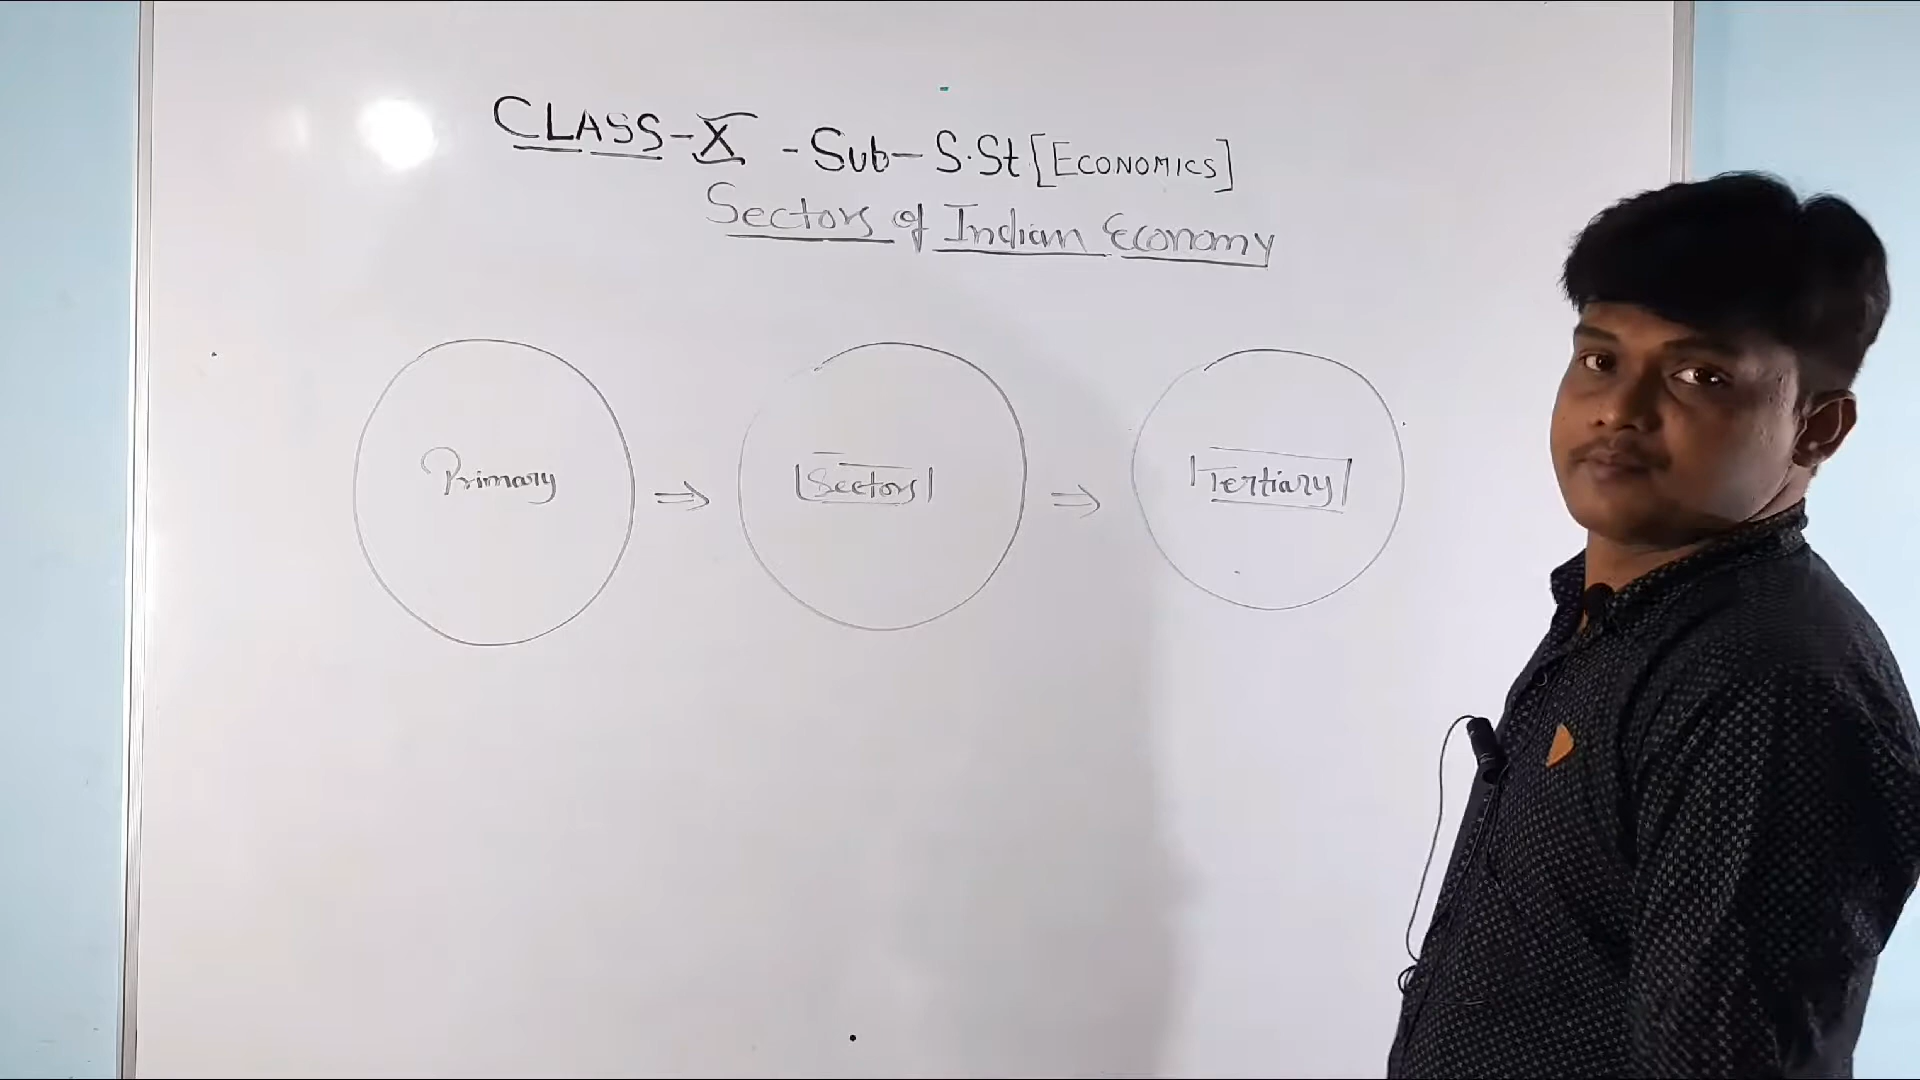 CLASS-X - Sub-S.St [ECONOMICS]
Sectors of Indian Economy
Primary ⇒ Sectors ⇒ Tertiary